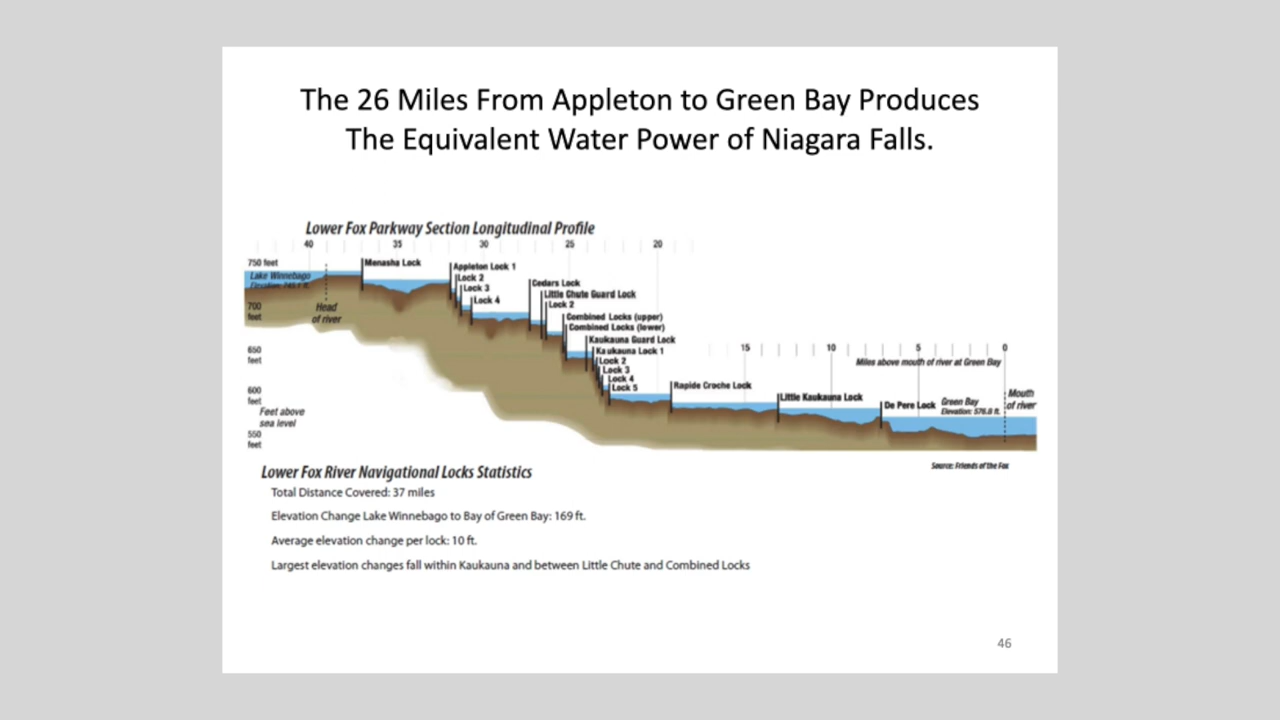 The 26 Miles From Appleton to Green Bay Produces
The Equivalent Water Power of Niagara Falls.
Lower Fox Parkway Section Longitudinal Profile
40 35 30 25 20
750 feet
Lake Winnebago
Elevation:
Menasha Lock
Appleton Lock 1
Lock 2
Lock 3
Lock 4
Cedars Lock
Little Chute Guard Lock
Lock 2
Combined Locks (upper)
Combined Locks (lower)
Kaukauna Guard Lock
Kaukauna Lock 1
Lock 2
Lock 3
Lock 4
Lock 5
700
feet
Head
of river
650
feet
15 10 5 0
Miles above mouth of river at Green Bay
Rapide Croche Lock
Little Kaukauna Lock
De Pere Lock
Green Bay
Elevation: 576.8 ft.
Mouth
of river
600
feet
Feet above
sea level
550
feet
Source: Friends of the Fox
Lower Fox River Navigational Locks Statistics
Total Distance Covered: 37 miles
Elevation Change Lake Winnebago to Bay of Green Bay: 169 ft.
Average elevation change per lock: 10 ft.
Largest elevation changes fall within Kaukauna and between Little Chute and Combined Locks
46